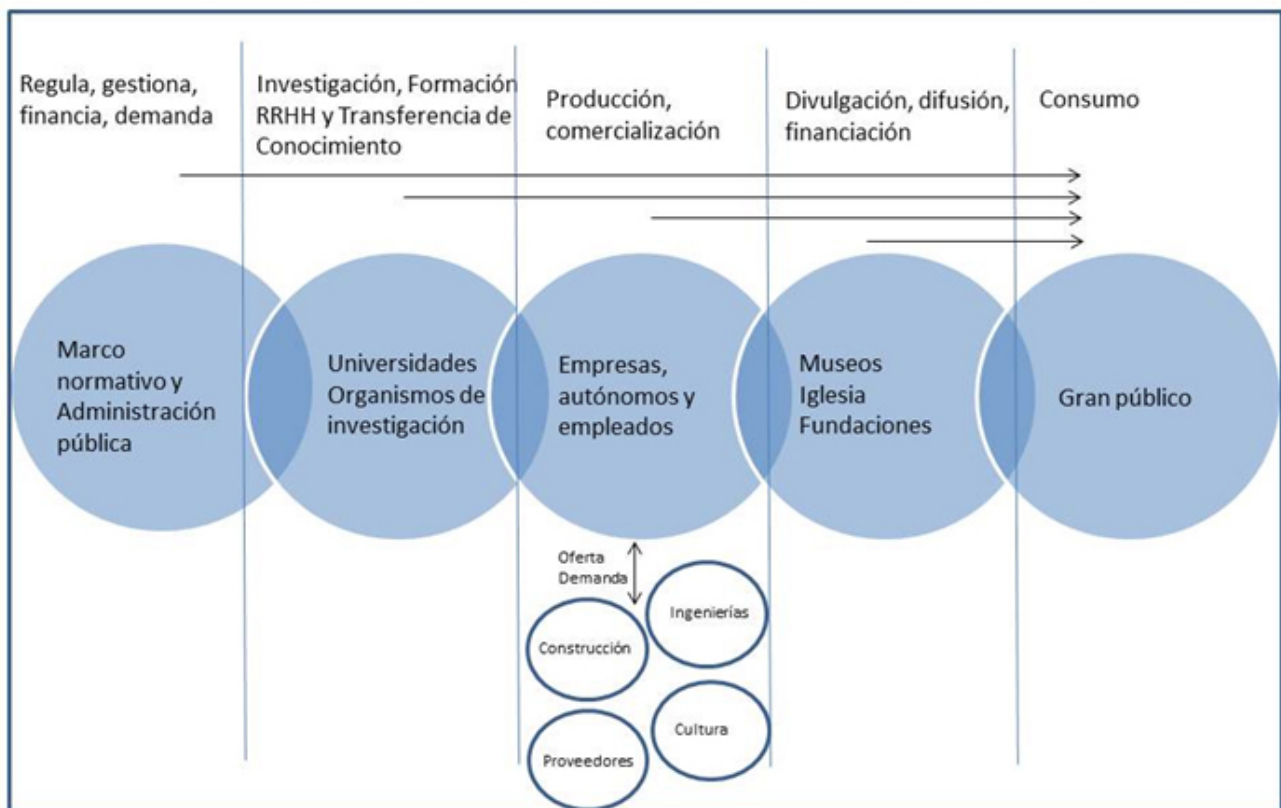 Regula, gestiona,
financia, demanda
Investigación, Formación
RRHH y Transferencia de
Conocimiento
Producción,
comercialización
Divulgación, difusión,
financiación
Consumo
Marco
normativo y
Administración
pública
Universidades
Organismos de
investigación
Empresas,
autónomos y
empleados
Museos
Iglesia
Fundaciones
Gran público
Oferta
Demanda
Ingenierías
Construcción
Cultura
Proveedores